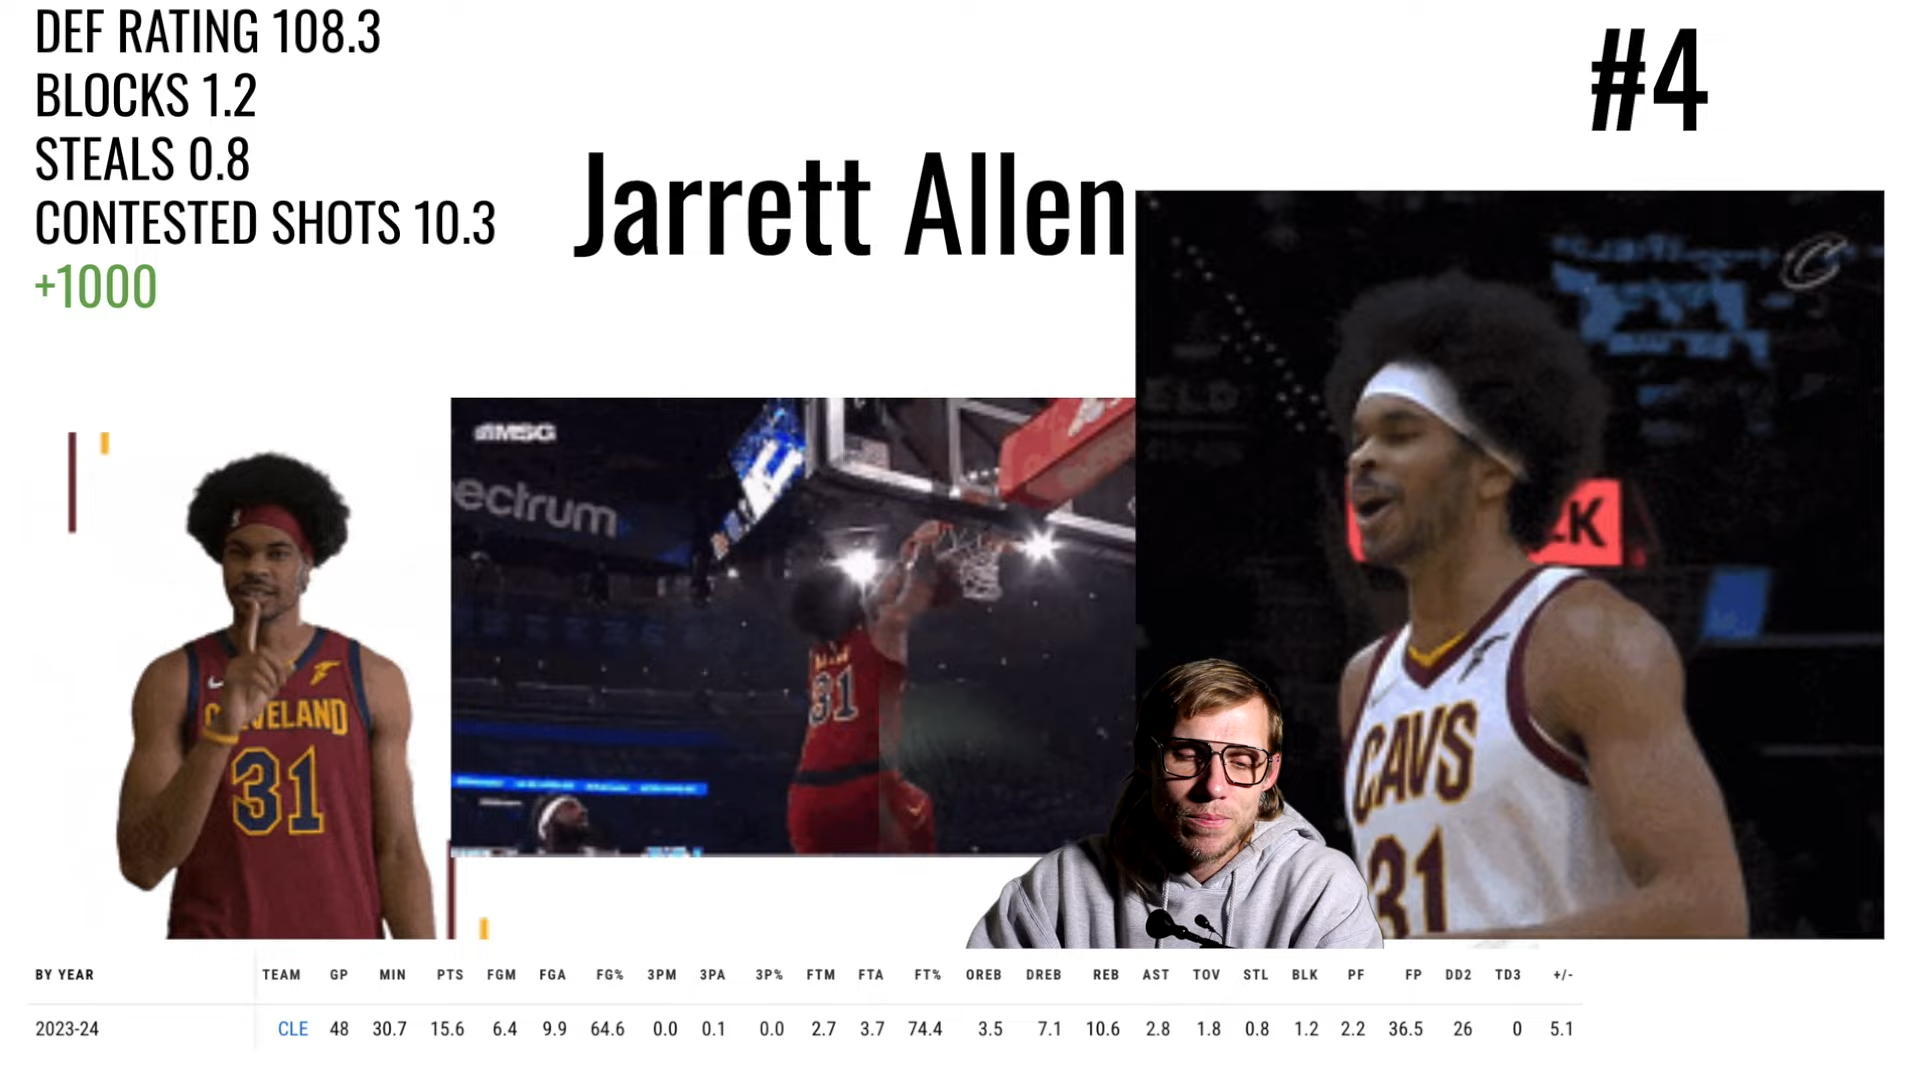 DEF RATING 108.3
BLOCKS 1.2
STEALS 0.8
CONTESTED SHOTS 10.3
+1000
#4
Jarrett Allen
MSG
ectrum
31
CLEVELAND
31
LK
CAVS
31
BY YEAR TEAM GP MIN PTS FGM FGA FG% 3PM 3PA 3P% FTM FTA FT% OREB DREB REB AST TOV STL BLK PF FP DD2 TD3 +/-
2023-24 CLE 48 30.7 15.6 6.4 9.9 64.6 0.0 0.1 0.0 2.7 3.7 74.4 3.5 7.1 10.6 2.8 1.8 0.8 1.2 2.2 36.5 26 0 5.1